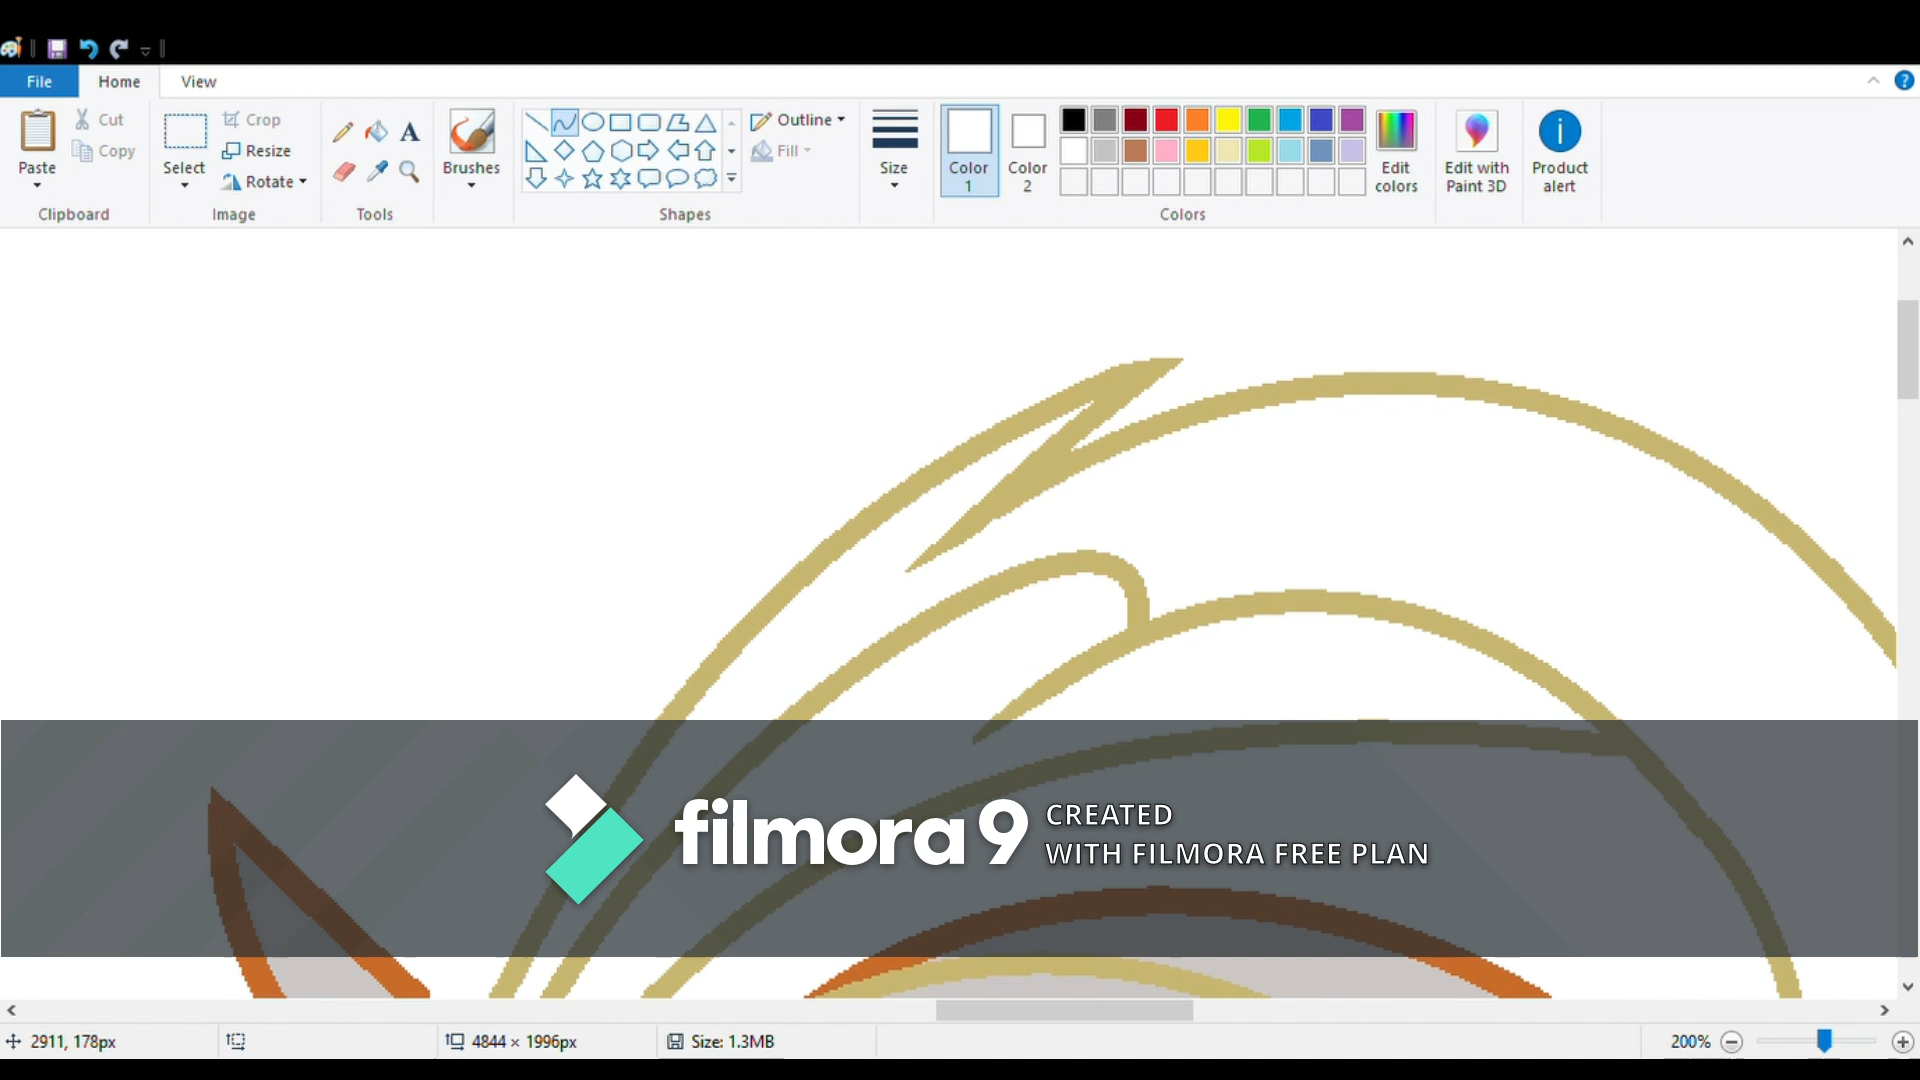 File Home View
Cut
Crop
A
Outline
Copy
Resize
Fill
Paste
Select
Rotate
Brushes
Size
Color 1
Color 2
Edit colors
Edit with Paint 3D
Product alert
Clipboard
Image
Tools
Shapes
Colors
filmora9
CREATED
WITH FILMORA FREE PLAN
2911, 178px
4844 × 1996px
Size: 1.3MB
200%